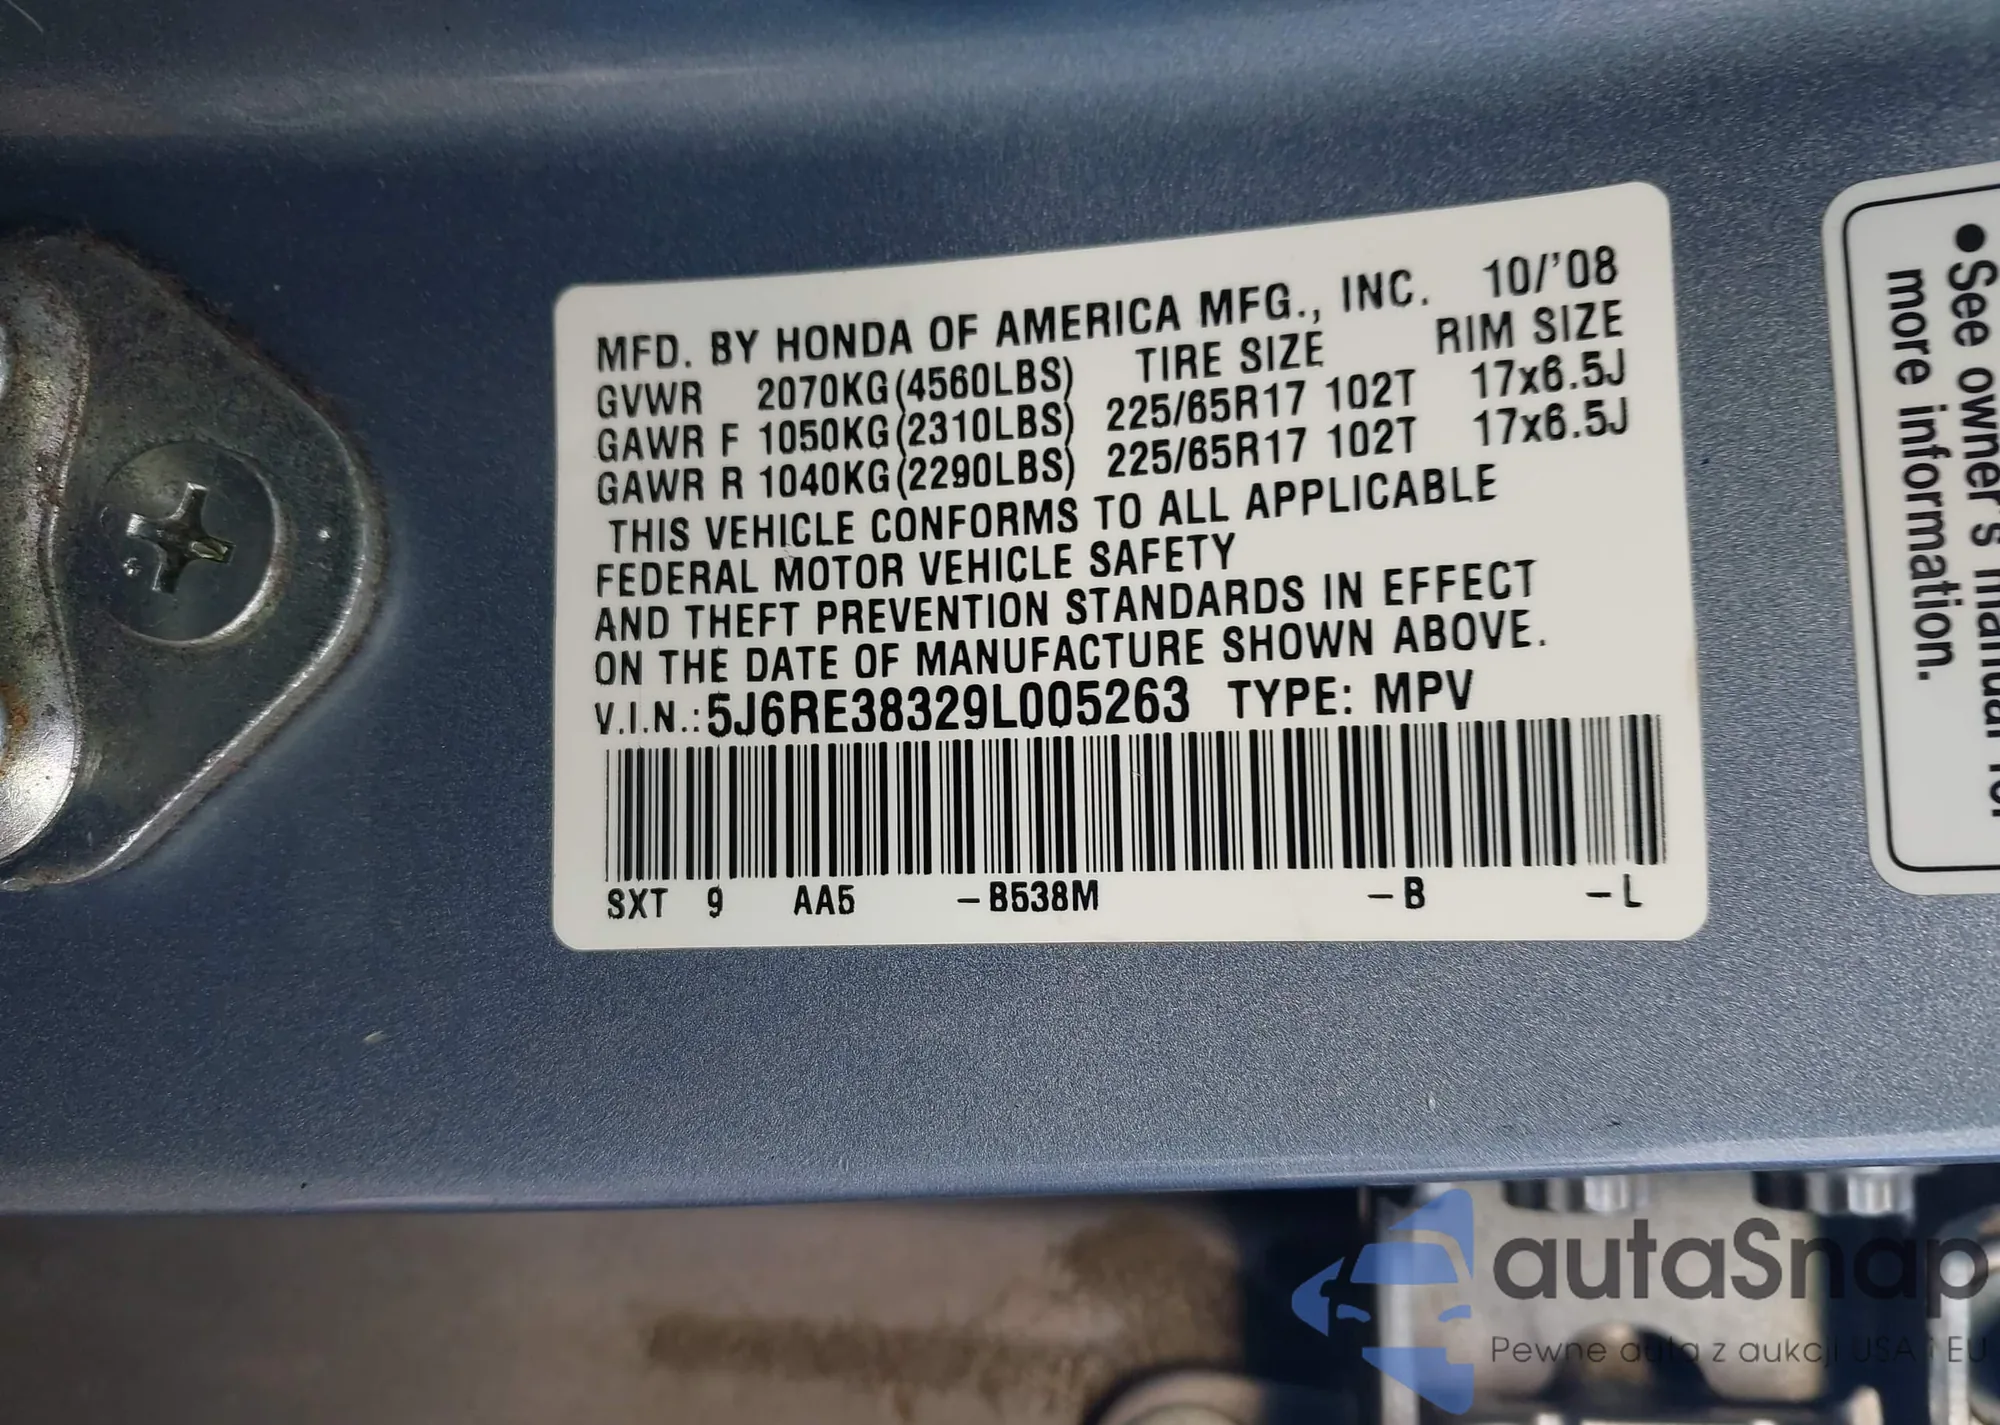 MFD. BY HONDA OF AMERICA MFG., INC. 10/'08
GVWR 2070KG(4560LBS) TIRE SIZE RIM SIZE
GAWR F 1050KG(2310LBS) 225/65R17 102T 17x6.5J
GAWR R 1040KG(2290LBS) 225/65R17 102T 17x6.5J
THIS VEHICLE CONFORMS TO ALL APPLICABLE
FEDERAL MOTOR VEHICLE SAFETY
AND THEFT PREVENTION STANDARDS IN EFFECT
ON THE DATE OF MANUFACTURE SHOWN ABOVE.
V.I.N.: 5J6RE38329L005263 TYPE: MPV
SXT 9 AA5 -B538M -B -L
●See owner's manual for
more information.
autaSnap
Pewne auta z aukcji USA i EU